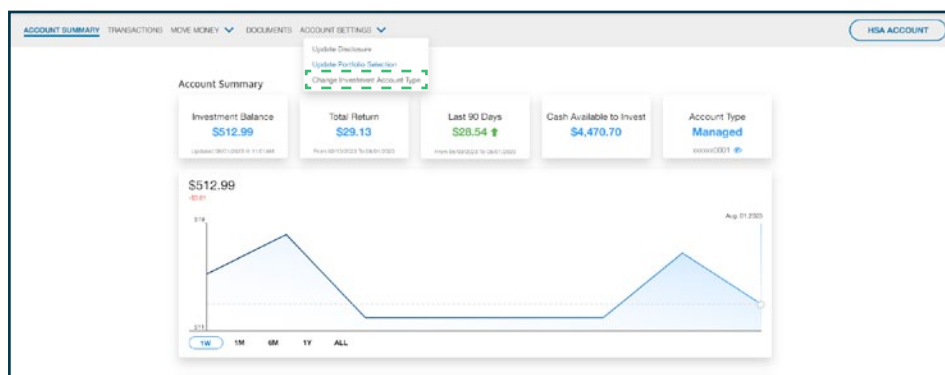 ACCOUNT SUMMARY TRANSACTIONS MOVE MONEY DOCUMENTS ACCOUNT SETTINGS HSA ACCOUNT
Update Disclosure
Update Portfolio Selection
Change Investment Account Type
Account Summary
Investment Balance
$512.99
Total Return
$29.13
Last 90 Days
$28.54
Cash Available to Invest
$4,470.70
Account Type
Managed
$512.99
Aug. 01 2023
1W 1M 6M 1Y ALL